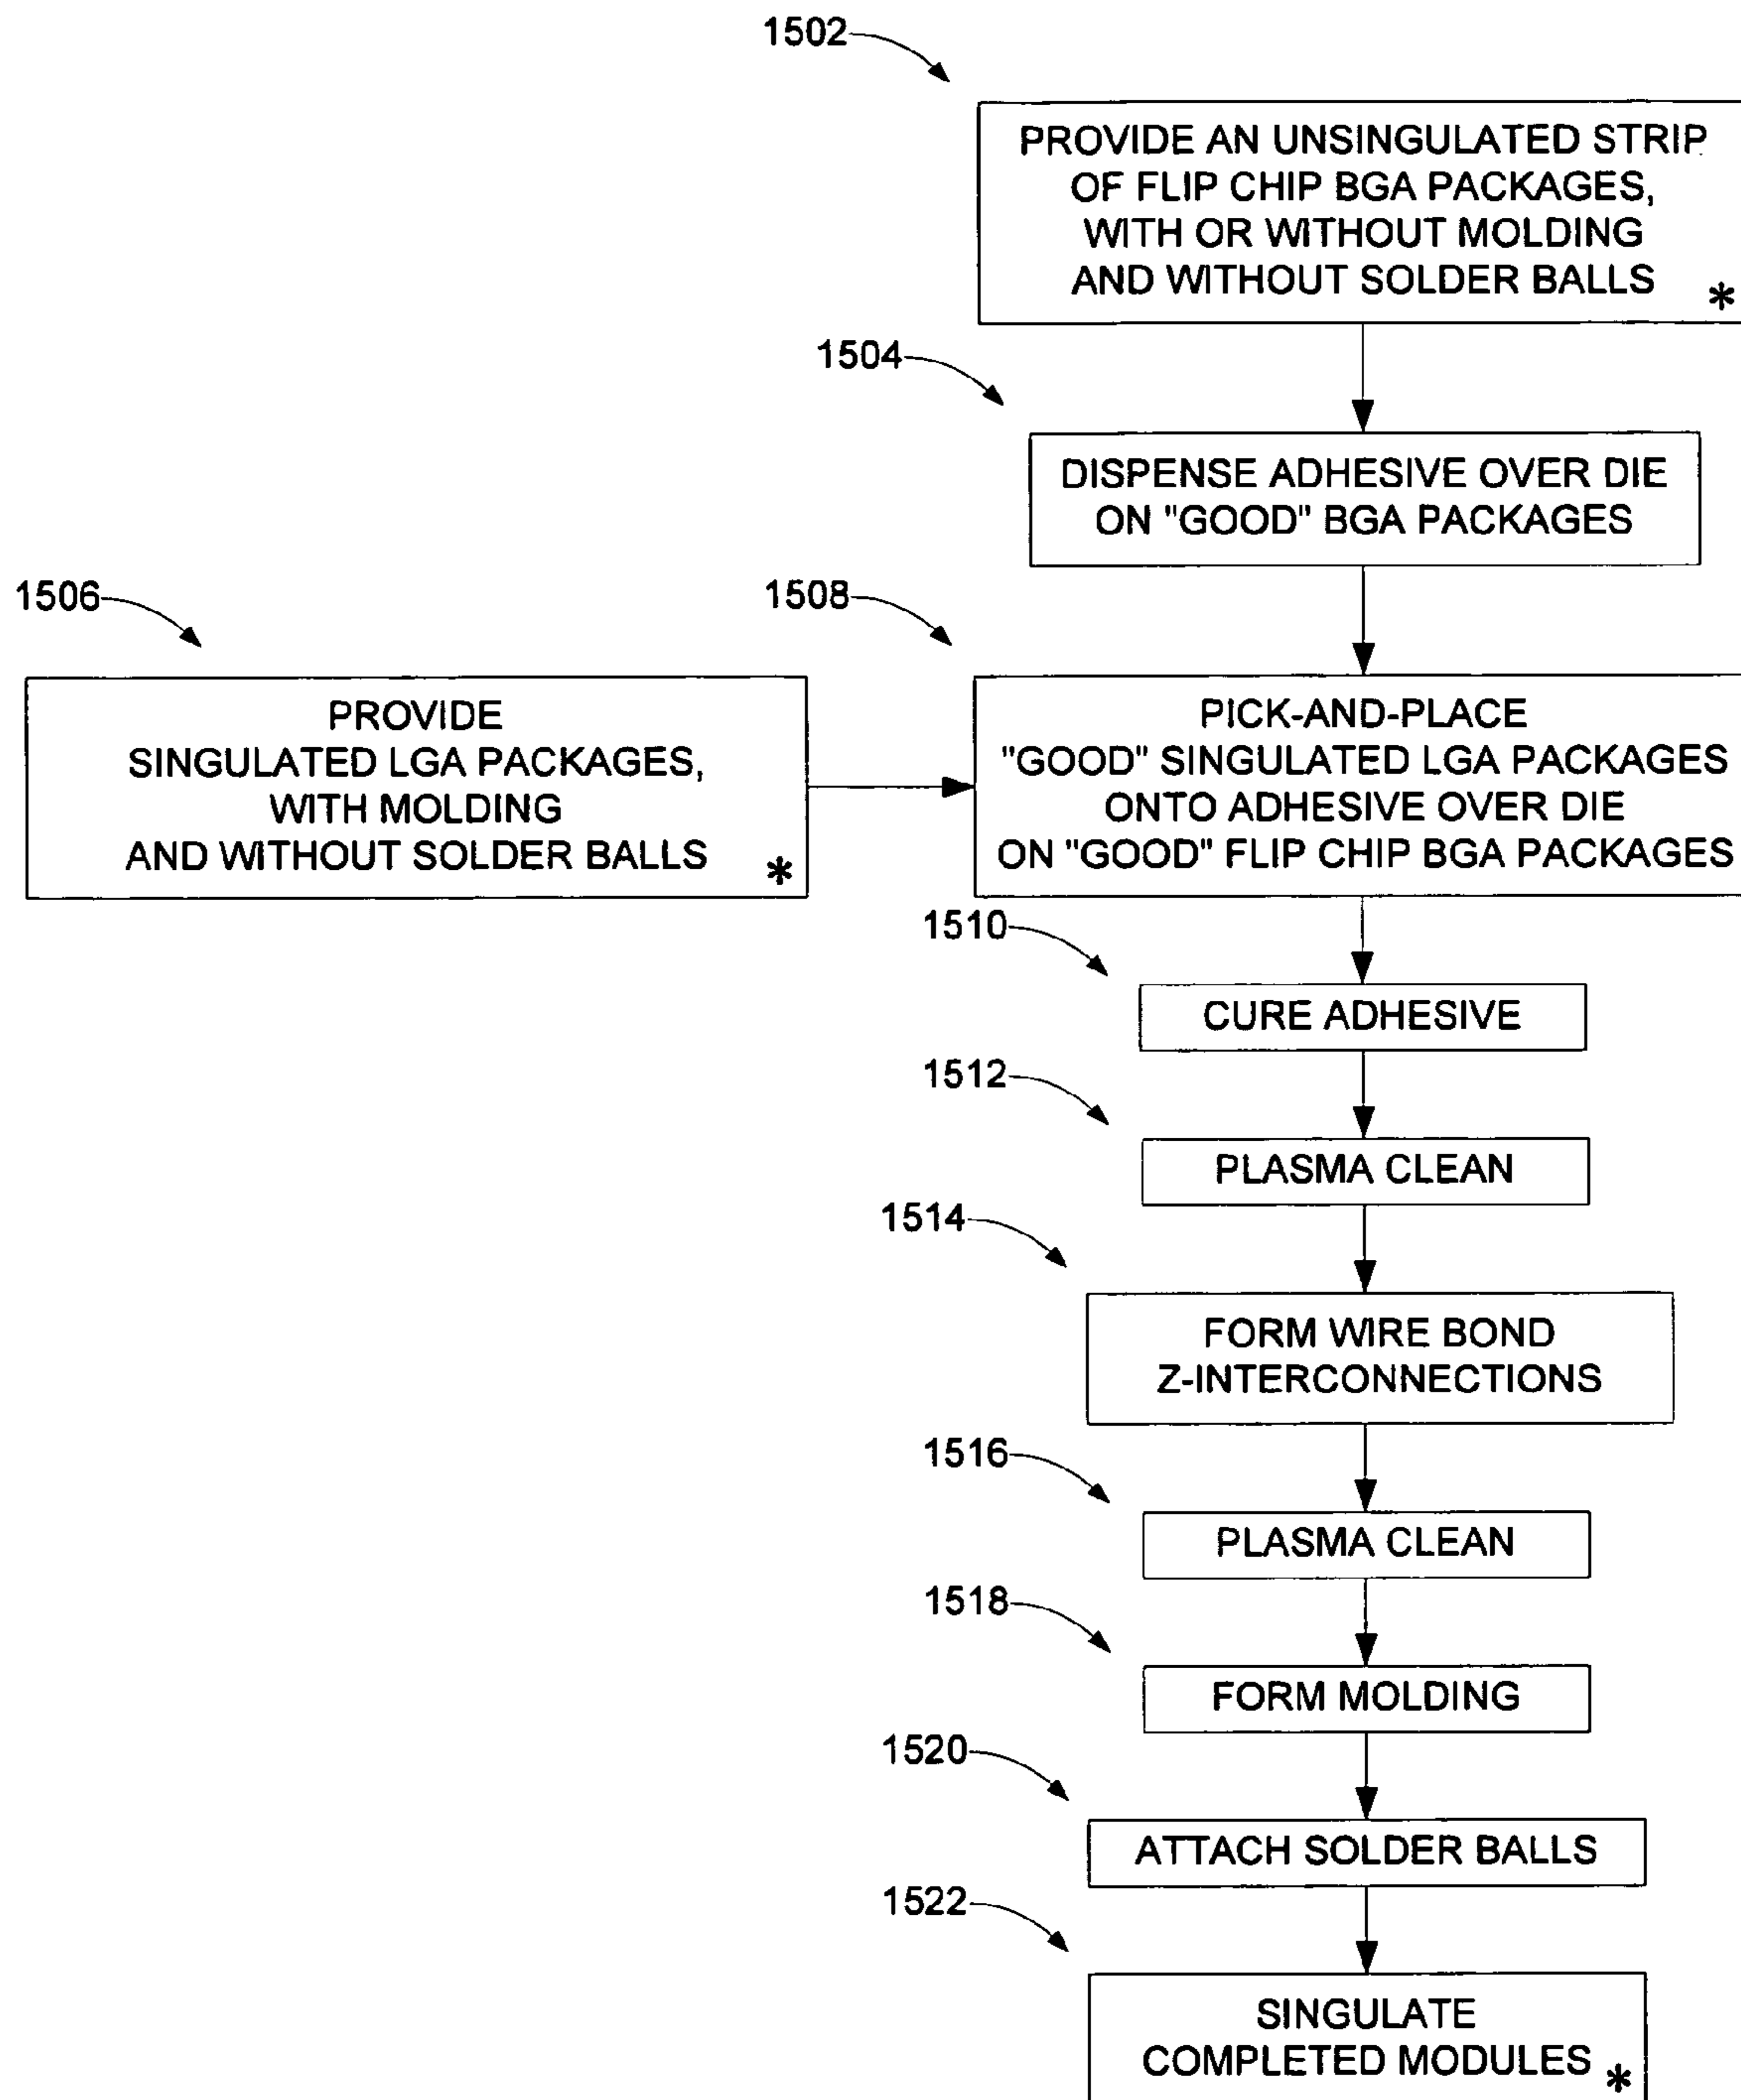 1502
PROVIDE AN UNSINGULATED STRIP
OF FLIP CHIP BGA PACKAGES,
WITH OR WITHOUT MOLDING
AND WITHOUT SOLDER BALLS *
1504
DISPENSE ADHESIVE OVER DIE
ON "GOOD" BGA PACKAGES
1506
PROVIDE
SINGULATED LGA PACKAGES,
WITH MOLDING
AND WITHOUT SOLDER BALLS *
1508
PICK-AND-PLACE
"GOOD" SINGULATED LGA PACKAGES
ONTO ADHESIVE OVER DIE
ON "GOOD" FLIP CHIP BGA PACKAGES
1510
CURE ADHESIVE
1512
PLASMA CLEAN
1514
FORM WIRE BOND
Z-INTERCONNECTIONS
1516
PLASMA CLEAN
1518
FORM MOLDING
1520
ATTACH SOLDER BALLS
1522
SINGULATE
COMPLETED MODULES *